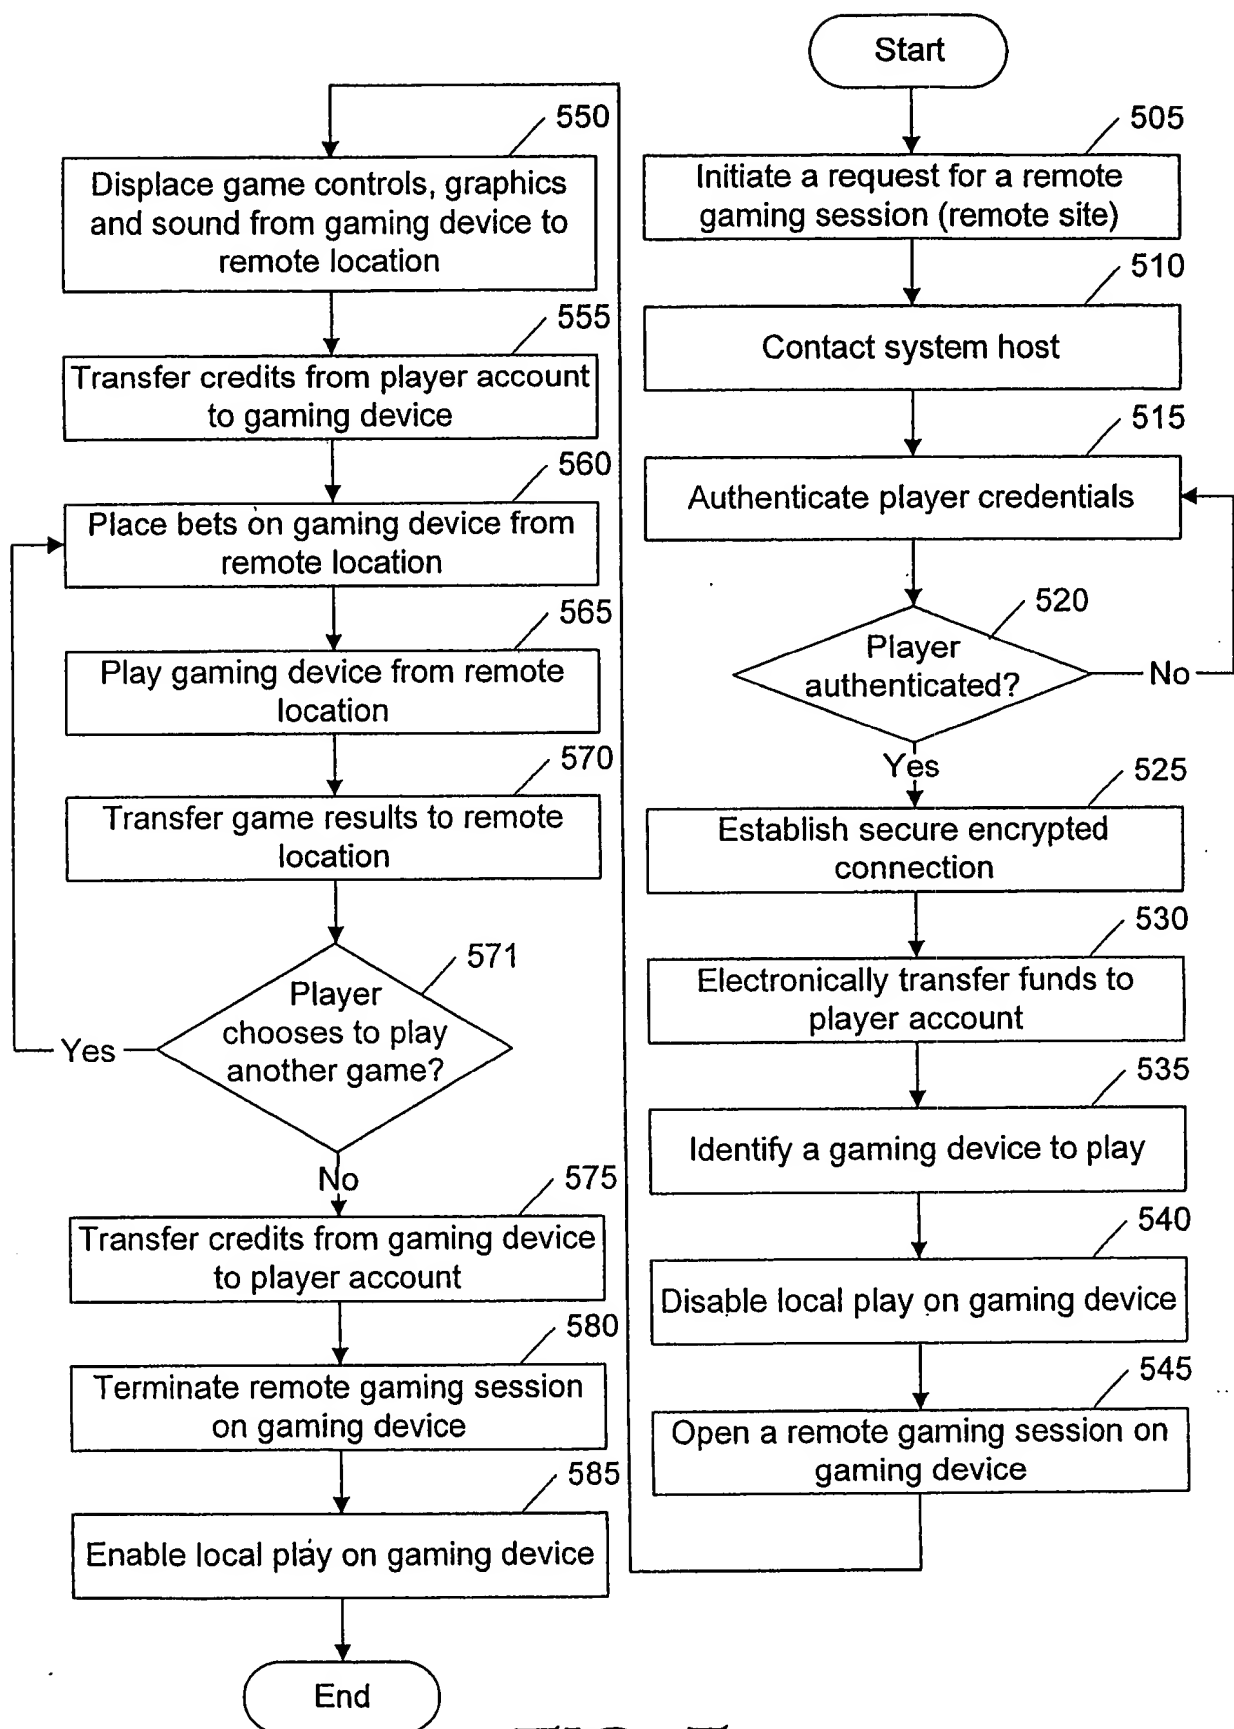 Start
505
Initiate a request for a remote
gaming session (remote site)
510
Contact system host
515
Authenticate player credentials
520
Player
authenticated?
No
Yes
525
Establish secure encrypted
connection
530
Electronically transfer funds to
player account
535
Identify a gaming device to play
540
Disable local play on gaming device
545
Open a remote gaming session on
gaming device
550
Displace game controls, graphics
and sound from gaming device to
remote location
555
Transfer credits from player account
to gaming device
560
Place bets on gaming device from
remote location
565
Play gaming device from remote
location
570
Transfer game results to remote
location
571
Player
chooses to play
another game?
Yes
No
575
Transfer credits from gaming device
to player account
580
Terminate remote gaming session
on gaming device
585
Enable local play on gaming device
End